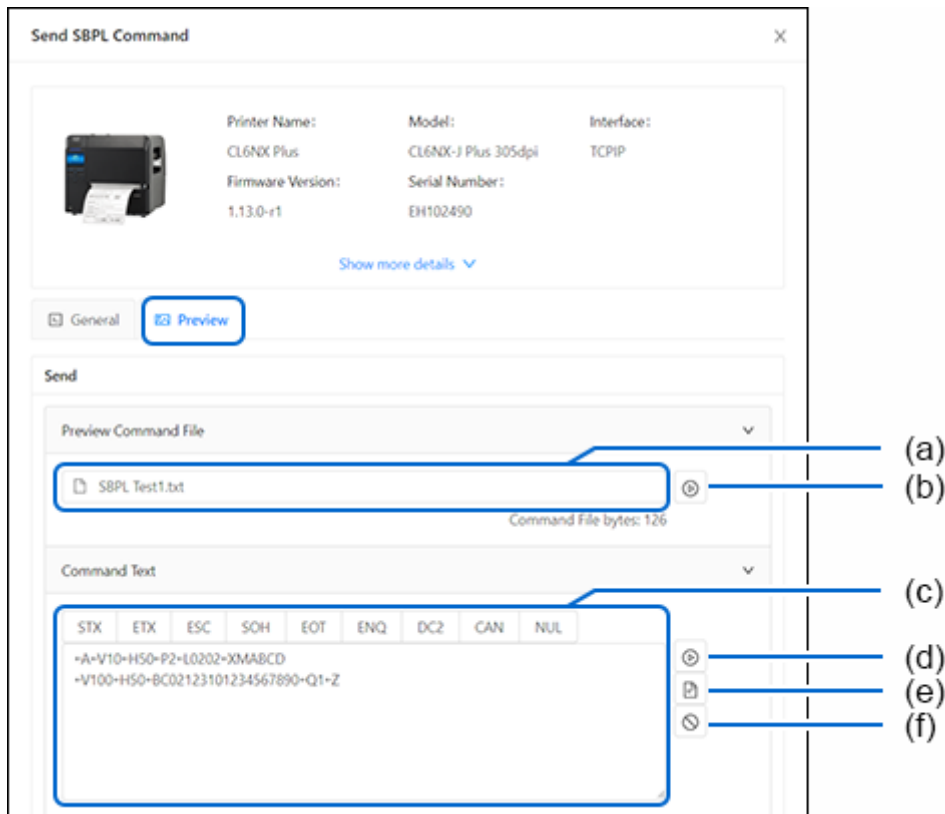 Send SBPL Command
Printer Name: Model: Interface:
CL6NX Plus CL6NX-J Plus 305dpi TCPIP
Firmware Version: Serial Number:
1.13.0-r1 EH102490
Show more details
General Preview
Send
Preview Command File
(a)
SBPL Test1.txt
(b)
Command File bytes: 126
Command Text
(c)
STX ETX ESC SOH EOT ENQ DC2 CAN NUL
÷A÷V10÷H50÷P2÷L0202÷XMABCD
(d)
÷V100÷H50÷BC02123101234567890÷Q1÷Z
(e)
(f)